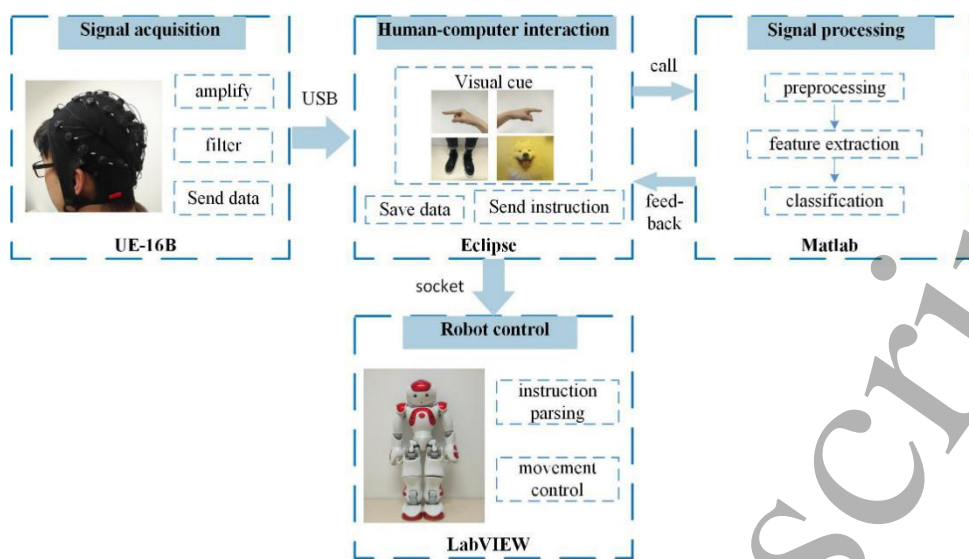 Signal acquisition
amplify
filter
Send data
UE-16B
USB
Human-computer interaction
Visual cue
Save data
Send instruction
Eclipse
call
feed-
back
Signal processing
preprocessing
feature extraction
classification
Matlab
socket
Robot control
instruction
parsing
movement
control
LabVIEW
scri